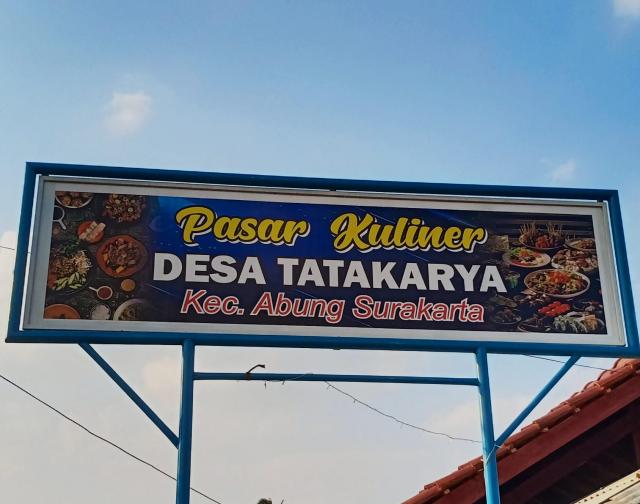 Pasar Kuliner
DESA TATAKARYA
Kec. Abung Surakarta